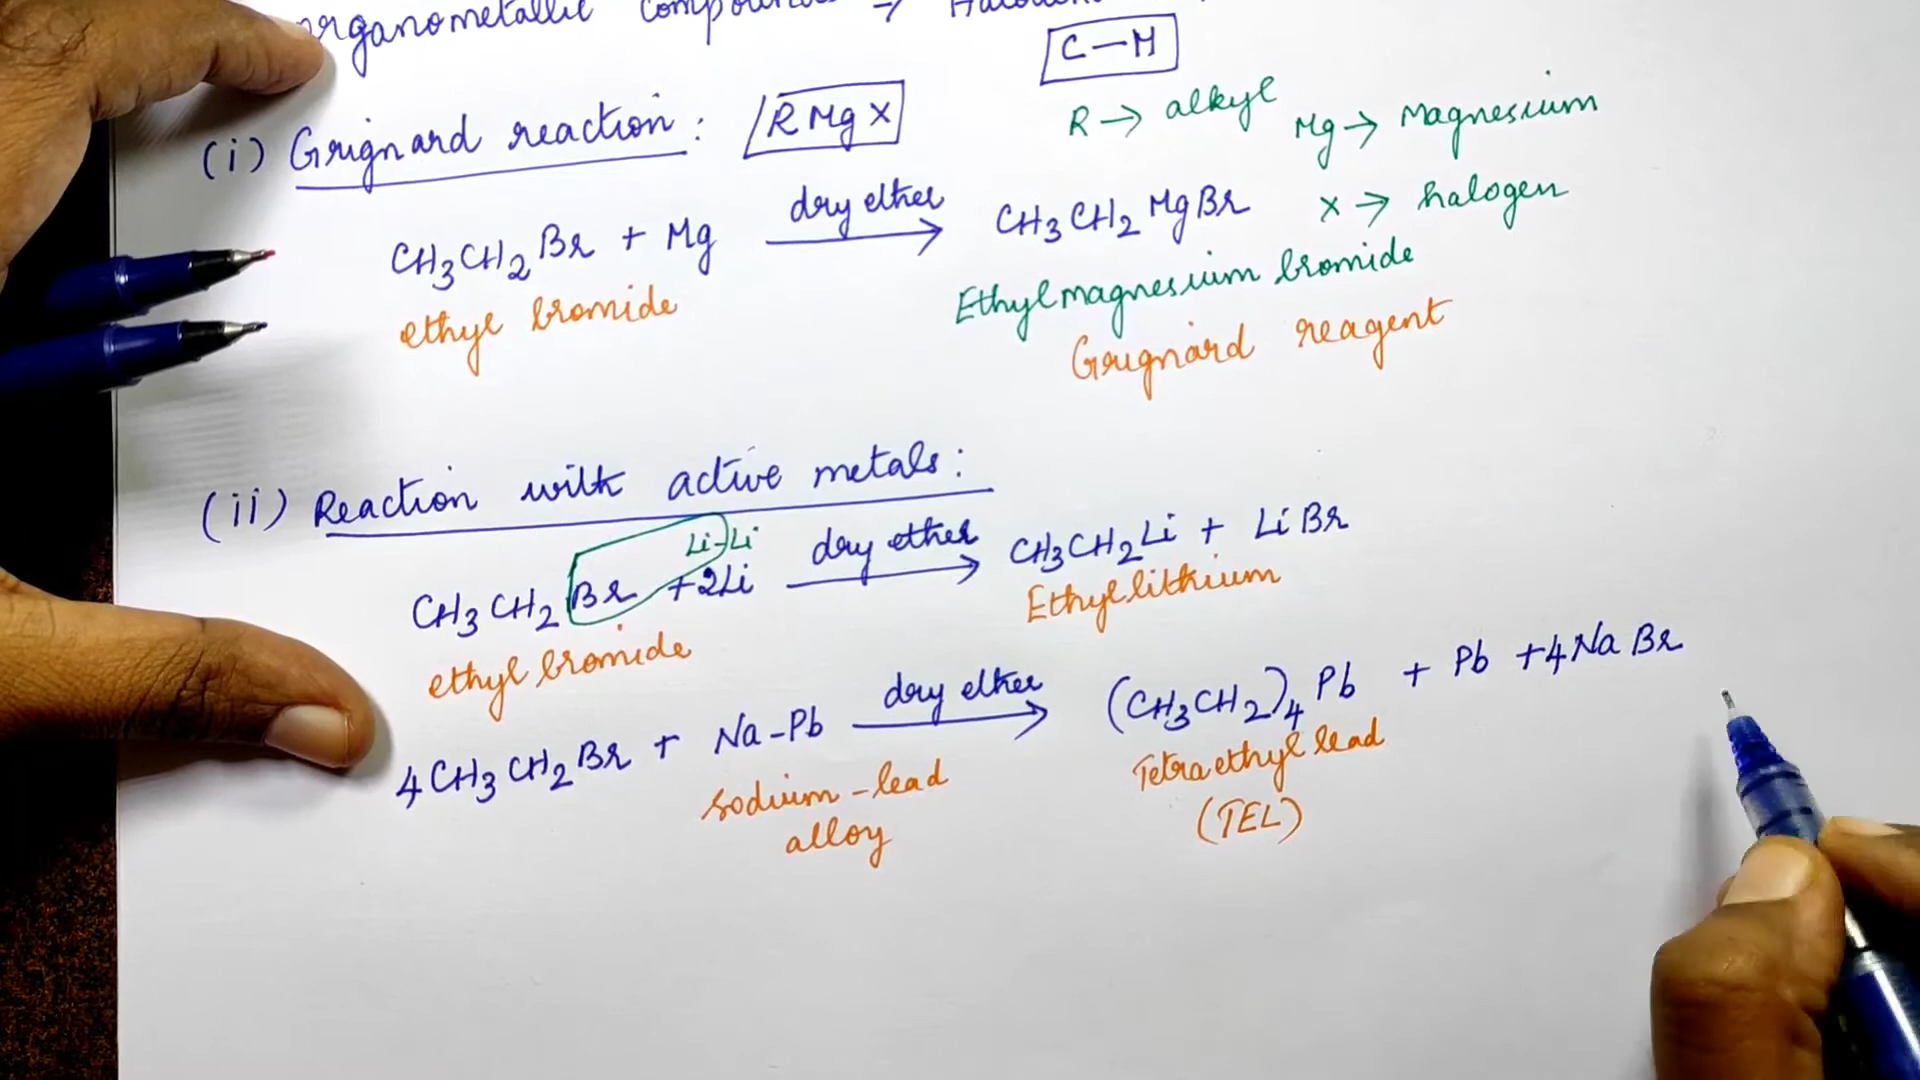 organometallic compounds →
C–M
(i) Grignard reaction: RMgX
R → alkyl Mg → Magnesium
X → halogen
CH₃CH₂Br + Mg dry ether → CH₃CH₂MgBr
ethyl bromide Ethylmagnesium bromide
Grignard reagent
(ii) Reaction with active metals:
Li-Li
CH₃CH₂Br +2Li dry ether → CH₃CH₂Li + LiBr
ethyl bromide Ethyllithium
4CH₃CH₂Br + Na-Pb dry ether → (CH₃CH₂)₄Pb + Pb +4NaBr
sodium-lead Tetraethyl lead
alloy (TEL)